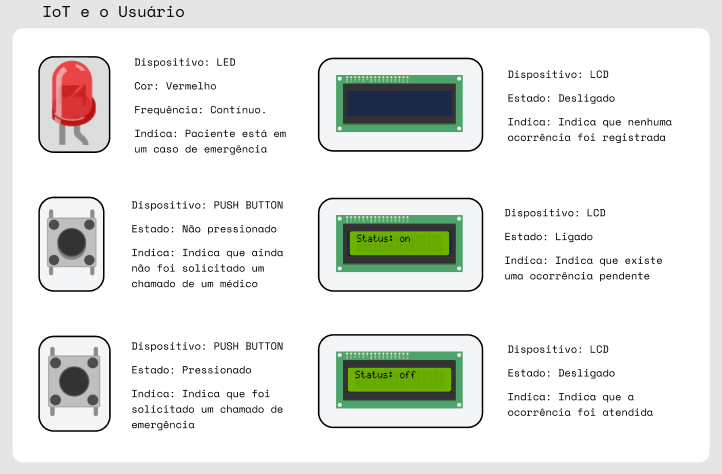 IoT e o Usuário
Dispositivo: LED
Cor: Vermelho
Frequência: Contínuo.
Indica: Paciente está em
um caso de emergência
Dispositivo: LCD
Estado: Desligado
Indica: Indica que nenhuma
ocorrência foi registrada
Dispositivo: PUSH BUTTON
Estado: Não pressionado
Indica: Indica que ainda
não foi solicitado um
chamado de um médico
Status: on
Dispositivo: LCD
Estado: Ligado
Indica: Indica que existe
uma ocorrência pendente
Dispositivo: PUSH BUTTON
Estado: Pressionado
Indica: Indica que foi
solicitado um chamado de
emergência
Status: off
Dispositivo: LCD
Estado: Desligado
Indica: Indica que a
ocorrência foi atendida